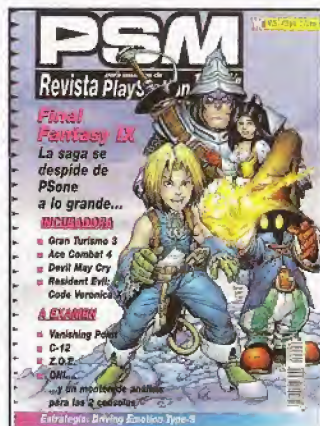 PSM
Revista PlayStation
Final
Fantasy IX
La saga se
despide de
PSone
a lo grande...
INCUBADORA
Gran Turismo 3
Ace Combat 4
Devil May Cry
Resident Evil:
Code Veronica X
A EXAMEN
Vanishing Point
C-12
Z.O.E.
ONI...
...y un montón de análisis
para las 2 consolas
Estrategia: Driving Emotion Type-S